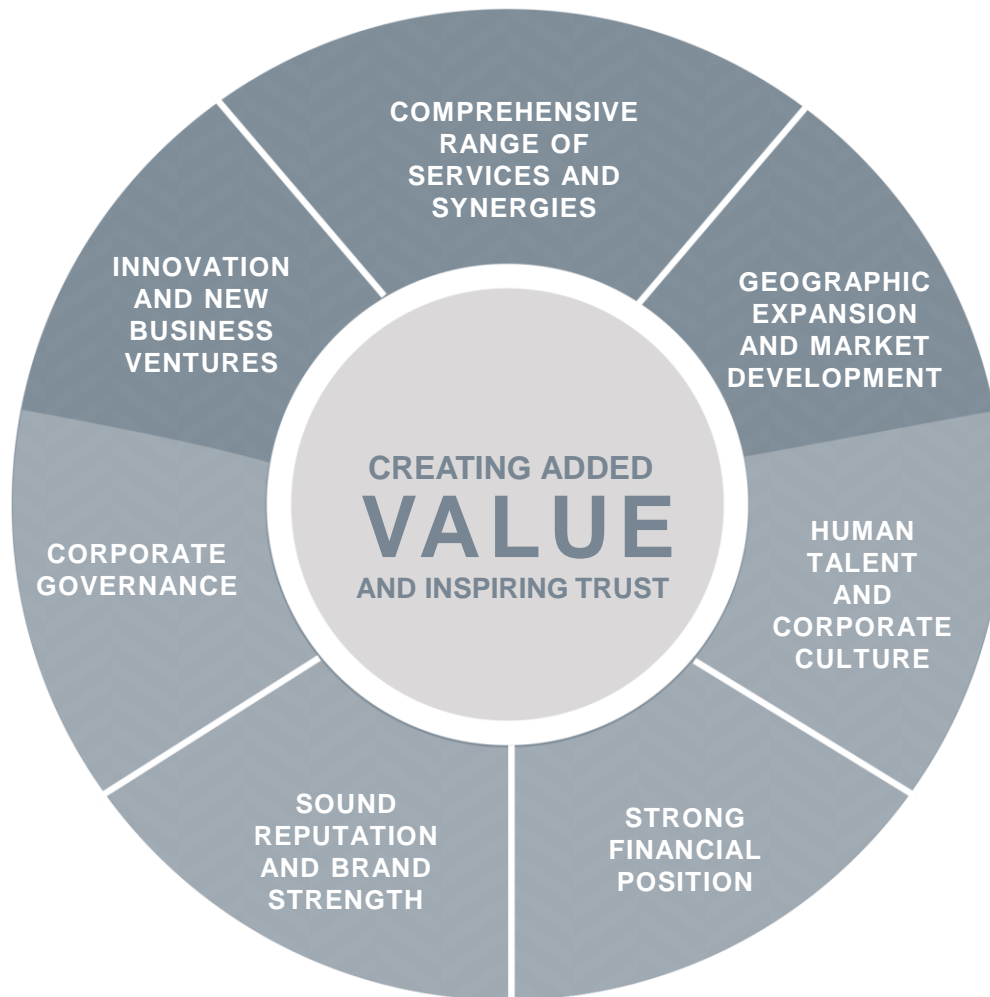 COMPREHENSIVE
RANGE OF
SERVICES AND
SYNERGIES
INNOVATION
AND NEW
BUSINESS
VENTURES
GEOGRAPHIC
EXPANSION
AND MARKET
DEVELOPMENT
CREATING ADDED
VALUE
AND INSPIRING TRUST
CORPORATE
GOVERNANCE
HUMAN
TALENT
AND
CORPORATE
CULTURE
SOUND
REPUTATION
AND BRAND
STRENGTH
STRONG
FINANCIAL
POSITION